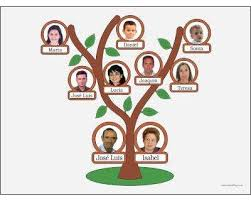 Marta
Daniel
Sonia
José Luis
Lucía
Joaquín
Teresa
José Luis
Isabel